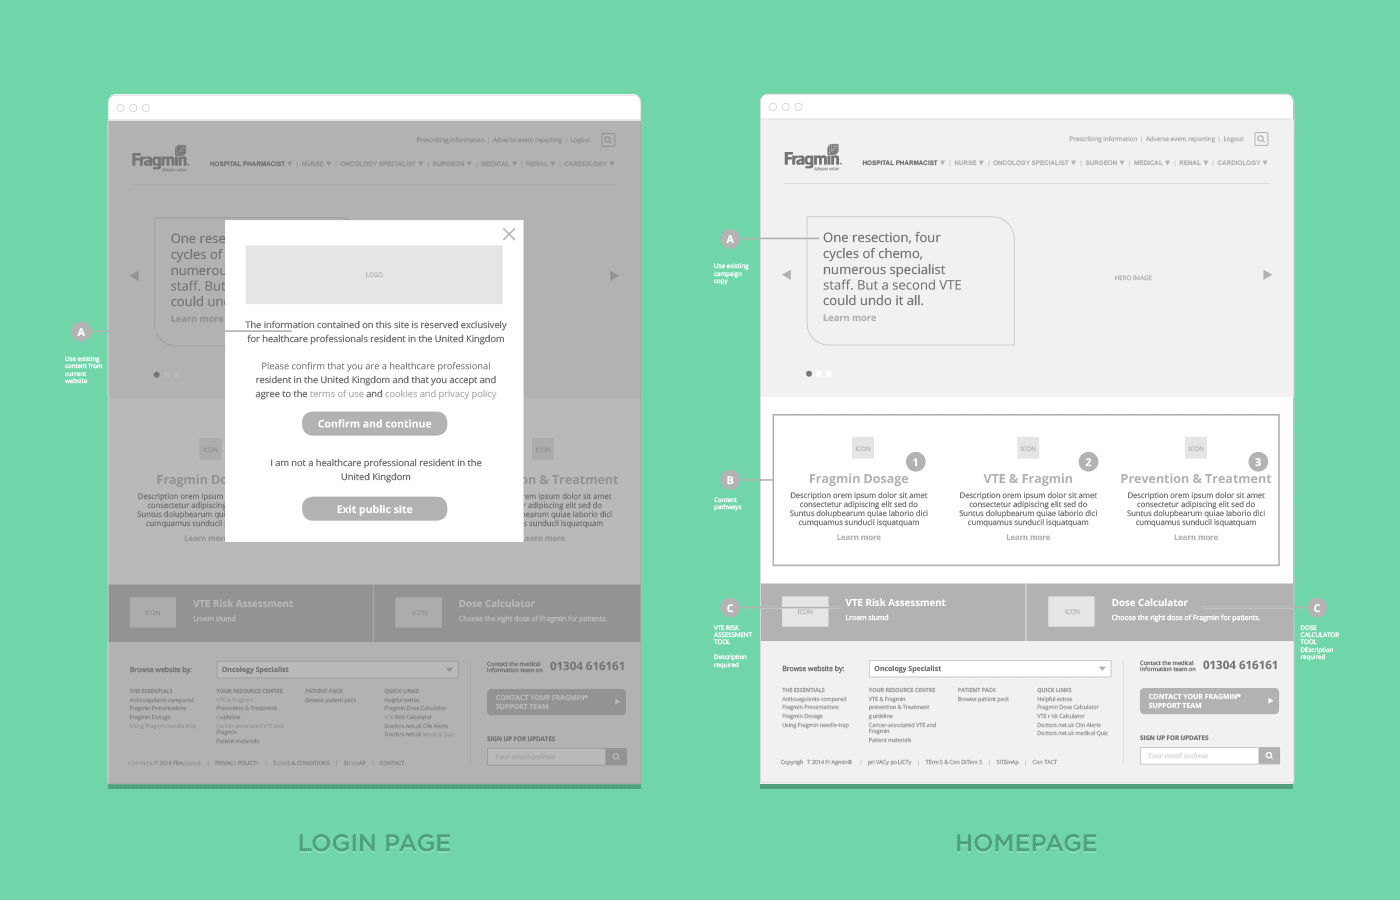 Prescribing information | Adverse event reporting | Logout
Fragmin
HOSPITAL PHARMACIST ▼ | NURSE ▼ | ONCOLOGY SPECIALIST ▼ | SURGEON ▼ | MEDICAL ▼ | RENAL ▼ | CARDIOLOGY ▼
One rese
cycles of
numerous
staff. But
could un
Learn more
LOGO
The information contained on this site is reserved exclusively
for healthcare professionals resident in the United Kingdom
Please confirm that you are a healthcare professional
resident in the United Kingdom and that you accept and
agree to the terms of use and cookies and privacy policy
Confirm and continue
I am not a healthcare professional resident in the
United Kingdom
Exit public site
A
Use existing
content from
current
website
ICON
Fragmin Do
Description orem ipsum d
consectetur adipiscing
Suntus dolupbearum qu
cumquamus sunducil i
Learn mor
ICON
on & Treatment
rem ipsum dolor sit amet
adipiscing elit sed do
earum quiae laborio dici
sunducil isquatquam
earn more
ICON
VTE Risk Assessment
Lroem siumd
ICON
Dose Calculator
Choose the right dose of Fragmin for patients.
Browse website by:
Oncology Specialist
Contact the medical
information team on
01304 616161
THE ESSENTIALS
Anticoagulants compared
Fragmin Presentations
Fragmin Dosage
Using Fragmin needle-trap
YOUR RESOURCE CENTRE
VTE & Fragmin
Prevention & Treatment
Guideline
Cancer-associated VTE and
Fragmin
Patient materials
PATIENT PACK
Browse patient pack
QUICK LINKS
Helpful extras
Fragmin Dose Calculator
VTE Risk Calculator
Doctors.net.uk Clin Alerts
Doctors.net.uk Medical Quiz
CONTACT YOUR FRAGMIN®
SUPPORT TEAM
SIGN UP FOR UPDATES
Your email address
CONTACT
LOGIN PAGE
Prescribing information | Adverse event reporting | Logout
Fragmin
HOSPITAL PHARMACIST ▼ | NURSE ▼ | ONCOLOGY SPECIALIST ▼ | SURGEON ▼ | MEDICAL ▼ | RENAL ▼ | CARDIOLOGY ▼
A
Use existing
campaign
copy
One resection, four
cycles of chemo,
numerous specialist
staff. But a second VTE
could undo it all.
Learn more
HERO IMAGE
B
Content
pathways
ICON
1
Fragmin Dosage
Description orem ipsum dolor sit amet
consectetur adipiscing elit sed do
Suntus dolupbearum quiae laborio dici
cumquamus sunducil isquatquam
Learn more
ICON
2
VTE & Fragmin
Description orem ipsum dolor sit amet
consectetur adipiscing elit sed do
Suntus dolupbearum quiae laborio dici
cumquamus sunducil isquatquam
Learn more
ICON
3
Prevention & Treatment
Description orem ipsum dolor sit amet
consectetur adipiscing elit sed do
Suntus dolupbearum quiae laborio dici
cumquamus sunducil isquatquam
Learn more
C
VTE RISK
ASSESSMENT
TOOL
Description
required
ICON
VTE Risk Assessment
Lroem siumd
ICON
Dose Calculator
Choose the right dose of Fragmin for patients.
C
DOSE
CALCULATOR
TOOL
DEscription
required
Browse website by:
Oncology Specialist
Contact the medical
information team on
01304 616161
THE ESSENTIALS
Anticoagulants compared
Fragmin Presentations
Fragmin Dosage
Using Fragmin needle-trap
YOUR RESOURCE CENTRE
VTE & Fragmin
prevention & Treatment
guideline
Cancer-associated VTE and
Fragmin
Patient materials
PATIENT PACK
Browse patient pack
QUICK LINKS
Helpful extras
Fragmin Dose Calculator
VTE r isk Calculator
Doctors.net.uk Clin Alerts
Doctors.net.uk medical Quiz
CONTACT YOUR FRAGMIN®
SUPPORT TEAM
SIGN UP FOR UPDATES
Your email address
Copyrigh T 2014 Fr Agmin® | pri VACy po LICTy | TErm S & Con Dition S | SITEmAp | Con TACT
HOMEPAGE